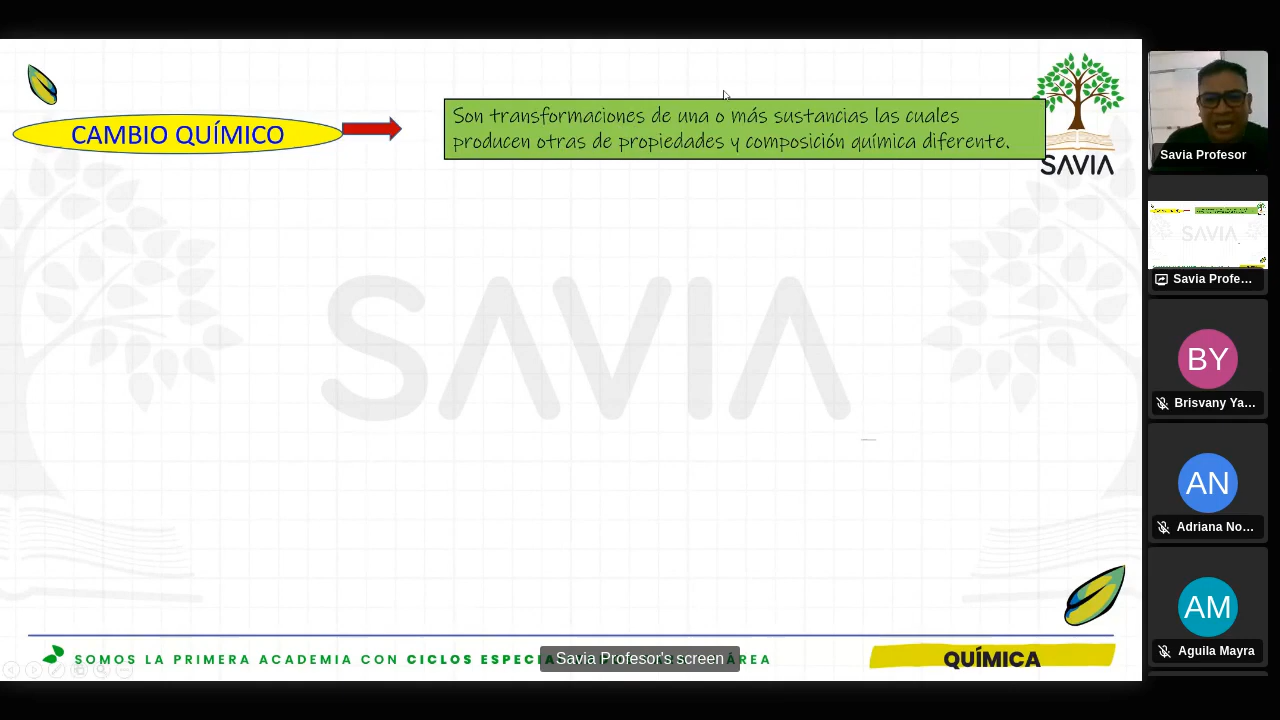 CAMBIO QUÍMICO
Son transformaciones de una o más sustancias las cuales
producen otras de propiedades y composición química diferente.
SAVIA
SAVIA
SOMOS LA PRIMERA ACADEMIA CON CICLOS ESPECI
ÁREA
Savia Profesor's screen
QUÍMICA
Savia Profesor
SAVIA
Savia Profe...
BY
Brisvany Ya...
AN
Adriana No...
AM
Aguila Mayra